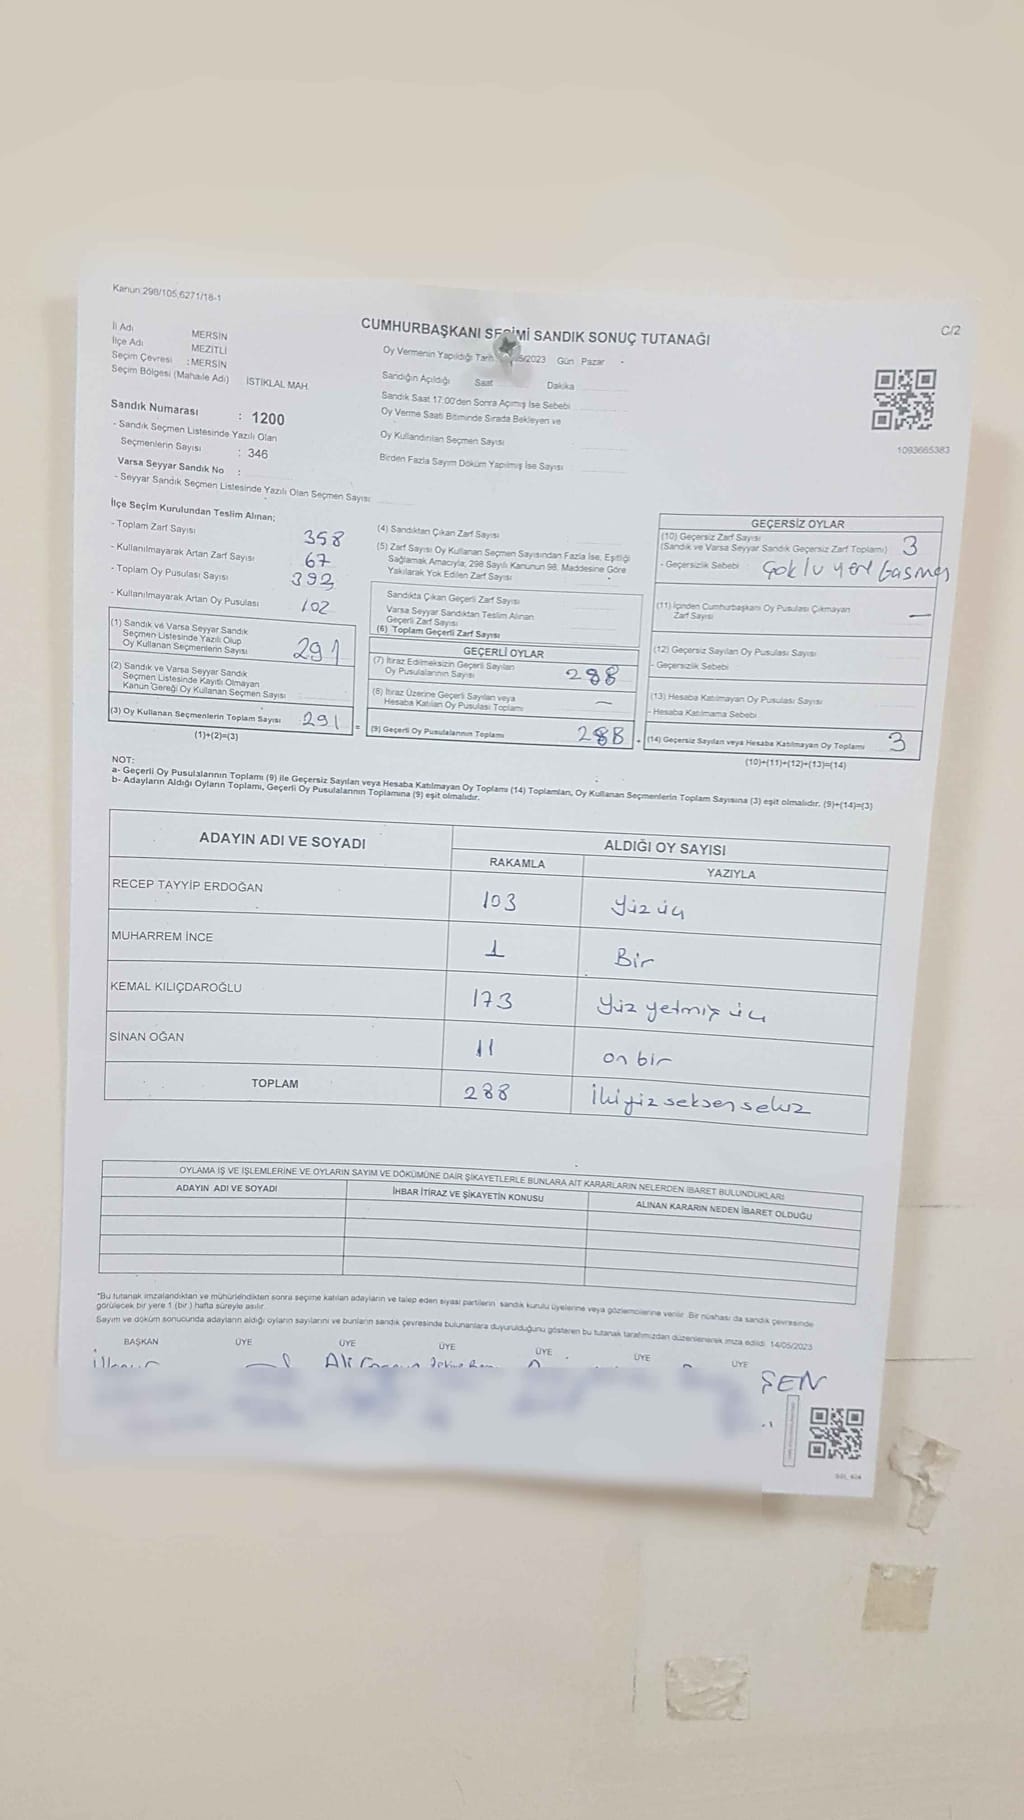 Kanun:298/105,6271/18-1
C/2
CUMHURBAŞKANI SEÇİMİ SANDIK SONUÇ TUTANAĞI
İl Adı MERSİN
İlçe Adı MEZİTLİ
Seçim Çevresi :MERSİN
Seçim Bölgesi (Mahalle Adı) İSTİKLAL MAH.
Sandık Numarası : 1200
- Sandık Seçmen Listesinde Yazılı Olan
Seçmenlerin Sayısı : 346
Varsa Seyyar Sandık No :
- Seyyar Sandık Seçmen Listesinde Yazılı Olan Seçmen Sayısı
Oy Vermenin Yapıldığı Tarih 5/2023 Gün Pazar
Sandığın Açıldığı Saat Dakika
Sandık Saat 17:00'den Sonra Açımış İse Sebebi
Oy Verme Saati Bitiminde Sırada Bekleyen ve
Oy Kullandırılan Seçmen Sayısı
Birden Fazla Sayım Döküm Yapılmış İse Sayısı
1093665383
İlçe Seçim Kurulundan Teslim Alınan;
- Toplam Zarf Sayısı 358
- Kullanılmayarak Artan Zarf Sayısı 67
- Toplam Oy Pusulası Sayısı 392
- Kullanılmayarak Artan Oy Pusulası 102
(1) Sandık ve Varsa Seyyar Sandık
Seçmen Listesinde Yazılı Olup
Oy Kullanan Seçmenlerin Sayısı 291
(2) Sandık ve Varsa Seyyar Sandık
Seçmen Listesinde Kayıtlı Olmayan
Kanun Gereği Oy Kullanan Seçmen Sayısı
(3) Oy Kullanan Seçmenlerin Toplam Sayısı 291
(1)+(2)=(3)
(4) Sandıktan Çıkan Zarf Sayısı
(5) Zarf Sayısı Oy Kullanan Seçmen Sayısından Fazla İse, Eşitliği
Sağlamak Amacıyla; 298 Sayılı Kanunun 98. Maddesine Göre
Yakılarak Yok Edilen Zarf Sayısı
Sandıkta Çıkan Geçerli Zarf Sayısı
Varsa Seyyar Sandıktan Teslim Alınan
Geçerli Zarf Sayısı
(6) Toplam Geçerli Zarf Sayısı
GEÇERLİ OYLAR
(7) İtiraz Edilmeksizin Geçerli Sayılan
Oy Pusulalarının Sayısı 288
(8) İtiraz Üzerine Geçerli Sayılan veya
Hesaba Katılan Oy Pusulası Toplamı —
= (9) Geçerli Oy Pusulalarının Toplamı 288
GEÇERSİZ OYLAR
(10) Geçersiz Zarf Sayısı
(Sandık ve Varsa Seyyar Sandık Geçersiz Zarf Toplamı) 3
- Geçersizlik Sebebi Çoklu yere basması
(11) İçinden Cumhurbaşkanı Oy Pusulası Çıkmayan
Zarf Sayısı —
(12) Geçersiz Sayılan Oy Pusulası Sayısı
- Geçersizlik Sebebi
(13) Hesaba Katılmayan Oy Pusulası Sayısı
- Hesaba Katılmama Sebebi
+ (14) Geçersiz Sayılan veya Hesaba Katılmayan Oy Toplamı 3
(10)+(11)+(12)+(13)=(14)
NOT:
a- Geçerli Oy Pusulalarının Toplamı (9) ile Geçersiz Sayılan veya Hesaba Katılmayan Oy Toplamı (14) Toplamları, Oy Kullanan Seçmenlerin Toplam Sayısına (3) eşit olmalıdır. (9)+(14)=(3)
b- Adayların Aldığı Oyların Toplamı, Geçerli Oy Pusulalarının Toplamına (9) eşit olmalıdır.
ADAYIN ADI VE SOYADI ALDIĞI OY SAYISI
RAKAMLA YAZIYLA
RECEP TAYYİP ERDOĞAN 103 Yüz üç
MUHARREM İNCE 1 Bir
KEMAL KILIÇDAROĞLU 173 Yüz yetmiş üç
SİNAN OĞAN 11 on bir
TOPLAM 288 İkiyüz seksen sekiz
OYLAMA İŞ VE İŞLEMLERİNE VE OYLARIN SAYIM VE DÖKÜMÜNE DAİR ŞİKAYETLERLE BUNLARA AİT KARARLARIN NELERDEN İBARET BULUNDUKLARI
ADAYIN ADI VE SOYADI İHBAR İTİRAZ VE ŞİKAYETİN KONUSU ALINAN KARARIN NEDEN İBARET OLDUĞU
*Bu tutanak imzalandıktan ve mühürlendikten sonra seçime katılan adayların ve talep eden siyasi partilerin sandık kurulu üyelerine veya gözlemcilerine verilir. Bir nüshası da sandık çevresinde
görülecek bir yere 1 (bir) hafta süreyle asılır.
Sayım ve döküm sonucunda adayların aldığı oyların sayılarını ve bunların sandık çevresinde bulunanlara duyurulduğunu gösteren bu tutanak tarafımızdan düzenlenerek imza edildi. 14/05/2023
BAŞKAN ÜYE ÜYE ÜYE ÜYE ÜYE ÜYE
Ali
ŞEN